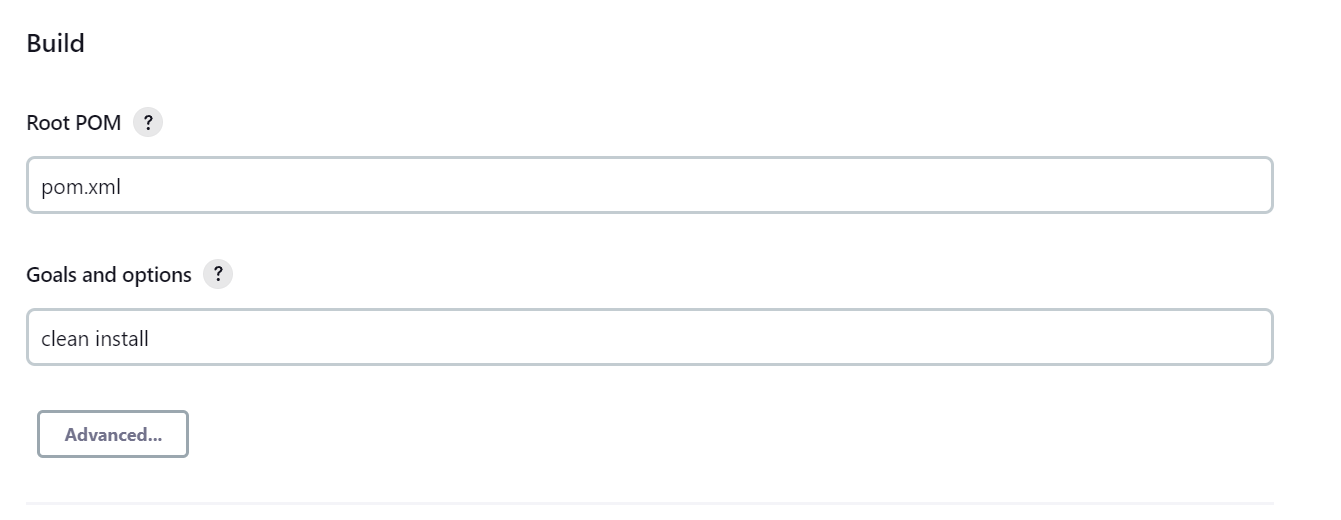 Build
Root POM ?
pom.xml
Goals and options ?
clean install
Advanced...